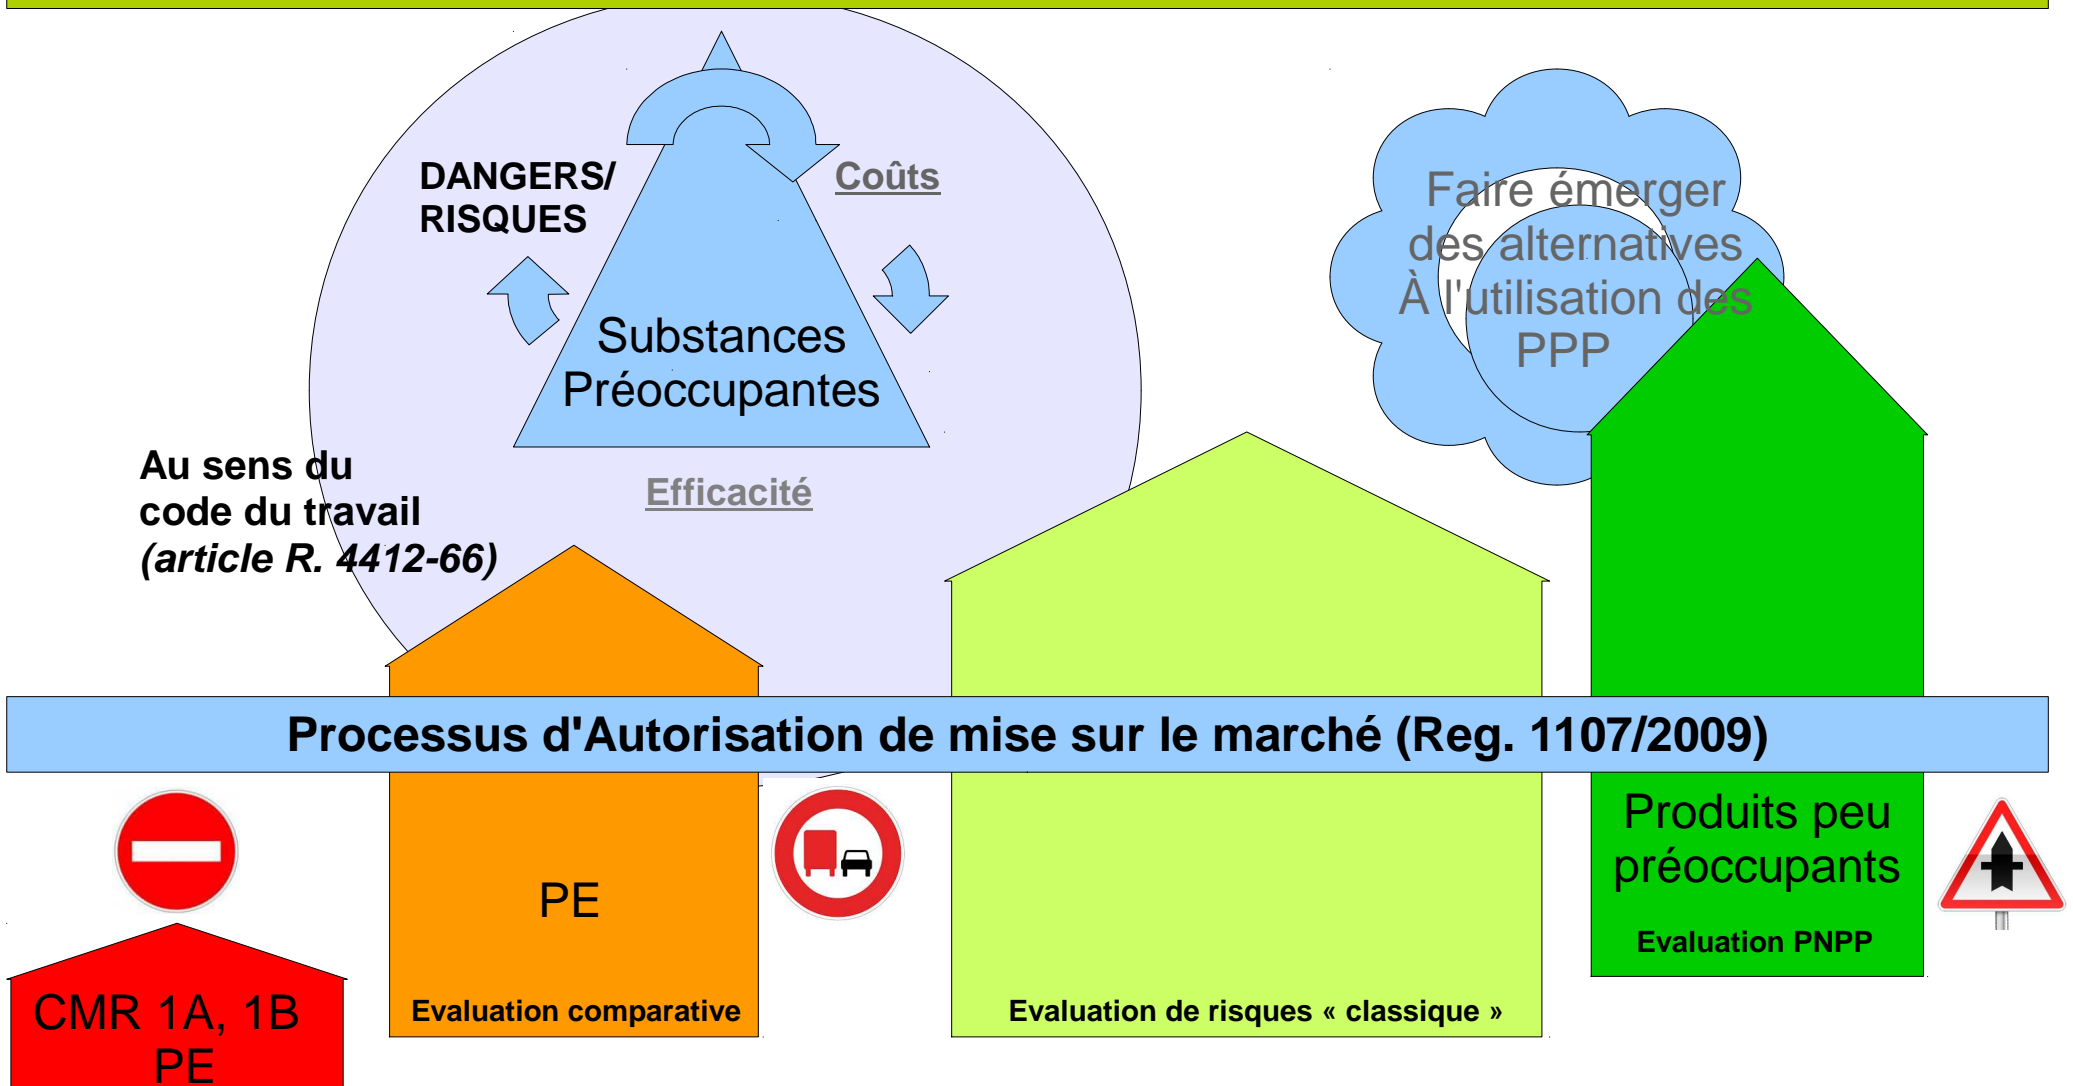 DANGERS/
RISQUES
Coûts
Substances
Préoccupantes
Efficacité
Faire émerger
des alternatives
À l'utilisation des
PPP
Au sens du
code du travail
(article R. 4412-66)
Processus d'Autorisation de mise sur le marché (Reg. 1107/2009)
CMR 1A, 1B
PE
PE
Evaluation comparative
Evaluation de risques « classique »
Produits peu
préoccupants
Evaluation PNPP